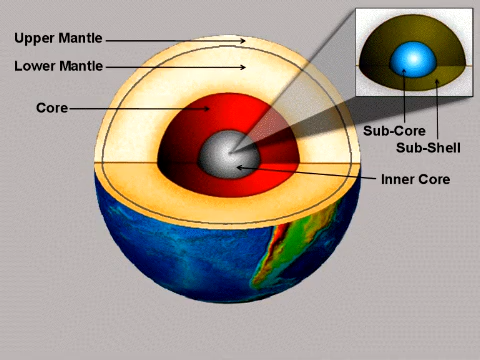 Upper Mantle
Lower Mantle
Core
Sub-Core
Sub-Shell
Inner Core